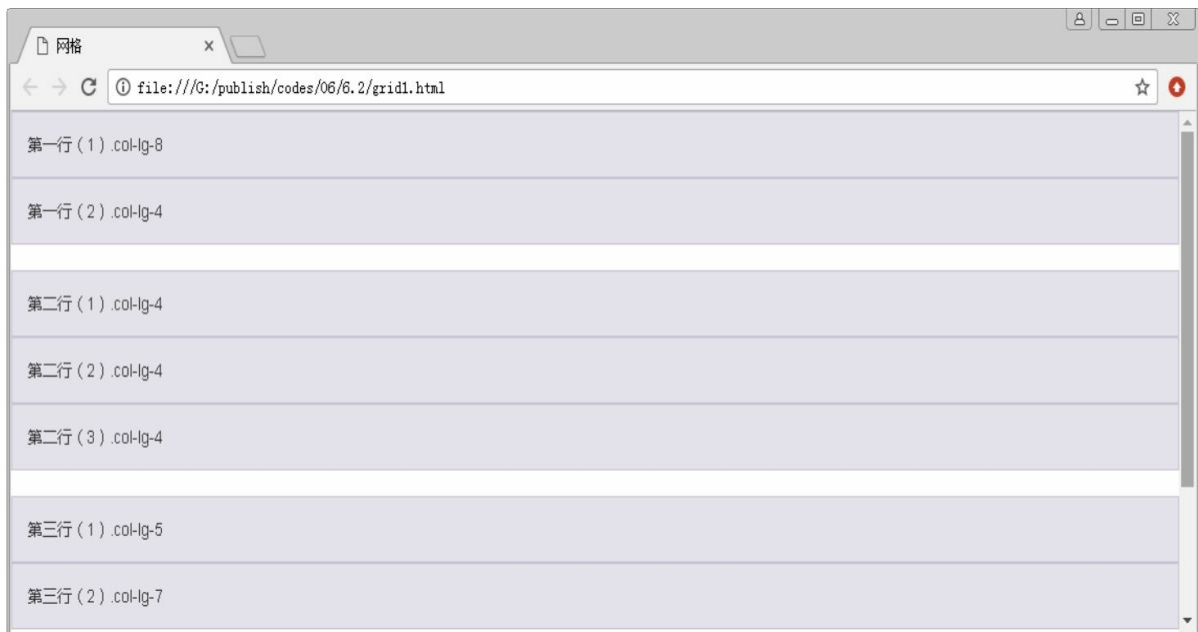 网格
file:///G:/publish/codes/06/6.2/grid1.html
第一行（1）.col-lg-8
第一行（2）.col-lg-4
第二行（1）.col-lg-4
第二行（2）.col-lg-4
第二行（3）.col-lg-4
第三行（1）.col-lg-5
第三行（2）.col-lg-7